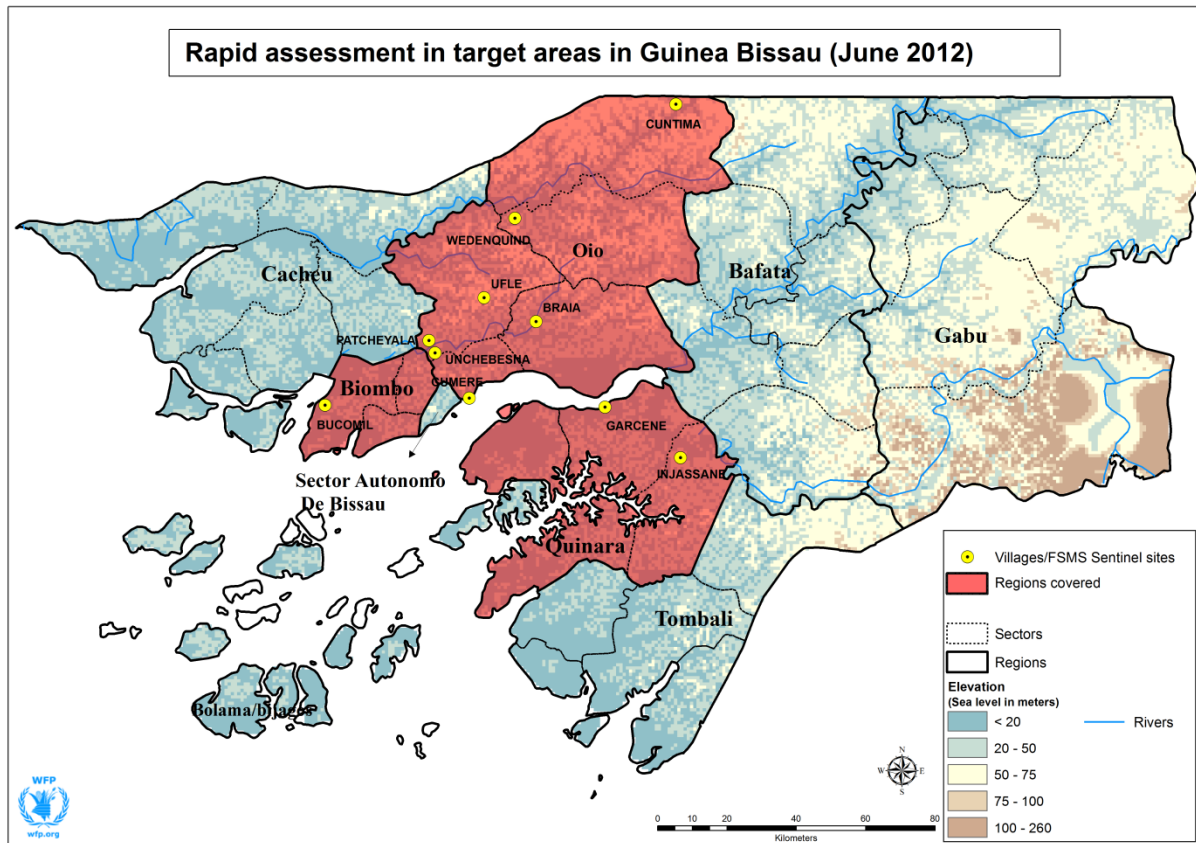 Rapid assessment in target areas in Guinea Bissau (June 2012)
CUNTIMA
WEDENQUIND
Oio
Cacheu
Bafata
UFLE
BRAIA
Gabu
PATCHEYALA
UNCHEBESNA
Biombo
CUMERE
BUCOMIL
GARCENE
INJASSANE
Sector Autonomo
De Bissau
Quinara
Tombali
Bolama/bijages
Villages/FSMS Sentinel sites
Regions covered
Sectors
Regions
Elevation
(Sea level in meters)
< 20
Rivers
20 - 50
50 - 75
75 - 100
100 - 260
N
W E
S
0 10 20 40 60 80
Kilometers
WFP
wfp.org